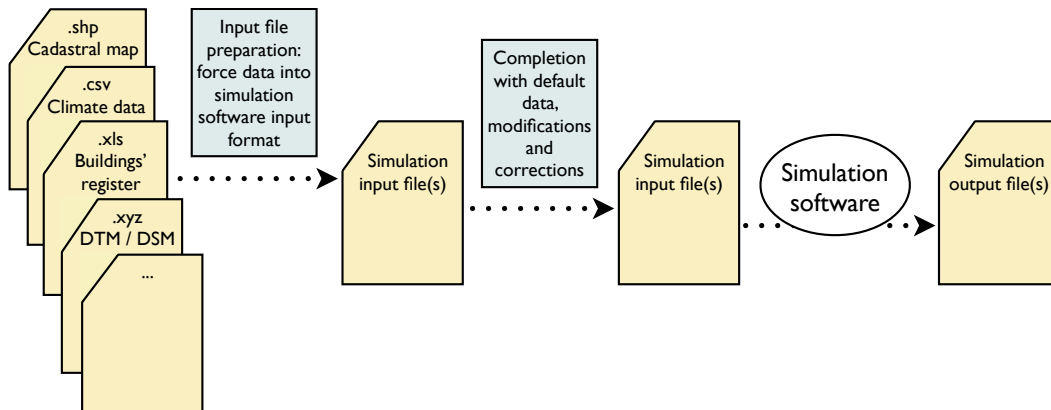 .shp
Cadastral map
.csv
Climate data
.xls
Buildings'
register
.xyz
DTM / DSM
...
Input file
preparation:
force data into
simulation
software input
format
Simulation
input file(s)
Completion
with default
data,
modifications
and
corrections
Simulation
input file(s)
Simulation
software
Simulation
output file(s)